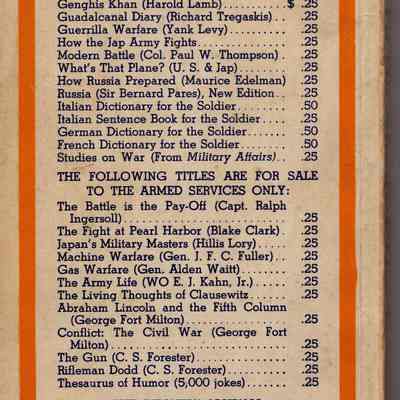 Genghis Khan (Harold Lamb).......... $ .25
Guadalcanal Diary (Richard Tregaskis).. .25
Guerrilla Warfare (Yank Levy).......... .25
How the Jap Army Fights.............. .25
Modern Battle (Col. Paul W. Thompson). .25
What's That Plane? (U. S. & Jap)....... .25
How Russia Prepared (Maurice Edelman) .25
Russia (Sir Bernard Pares), New Edition.. .25
Italian Dictionary for the Soldier........ .50
Italian Sentence Book for the Soldier.... .25
German Dictionary for the Soldier....... .50
French Dictionary for the Soldier........ .50
Studies on War (From Military Affairs).. .25
THE FOLLOWING TITLES ARE FOR SALE
TO THE ARMED SERVICES ONLY:
The Battle is the Pay-Off (Capt. Ralph
Ingersoll)........................... .25
The Fight at Pearl Harbor (Blake Clark). .25
Japan's Military Masters (Hillis Lory)..... .25
Machine Warfare (Gen. J. F. C. Fuller).. .25
Gas Warfare (Gen. Alden Waitt)........ .25
The Army Life (WO E. J. Kahn, Jr.)..... .25
The Living Thoughts of Clausewitz...... .25
Abraham Lincoln and the Fifth Column
(George Fort Milton)................. .25
Conflict: The Civil War (George Fort
Milton)............................. .25
The Gun (C. S. Forester)............... .25
Rifleman Dodd (C. S. Forester).......... .25
Thesaurus of Humor (5,000 jokes)....... .25